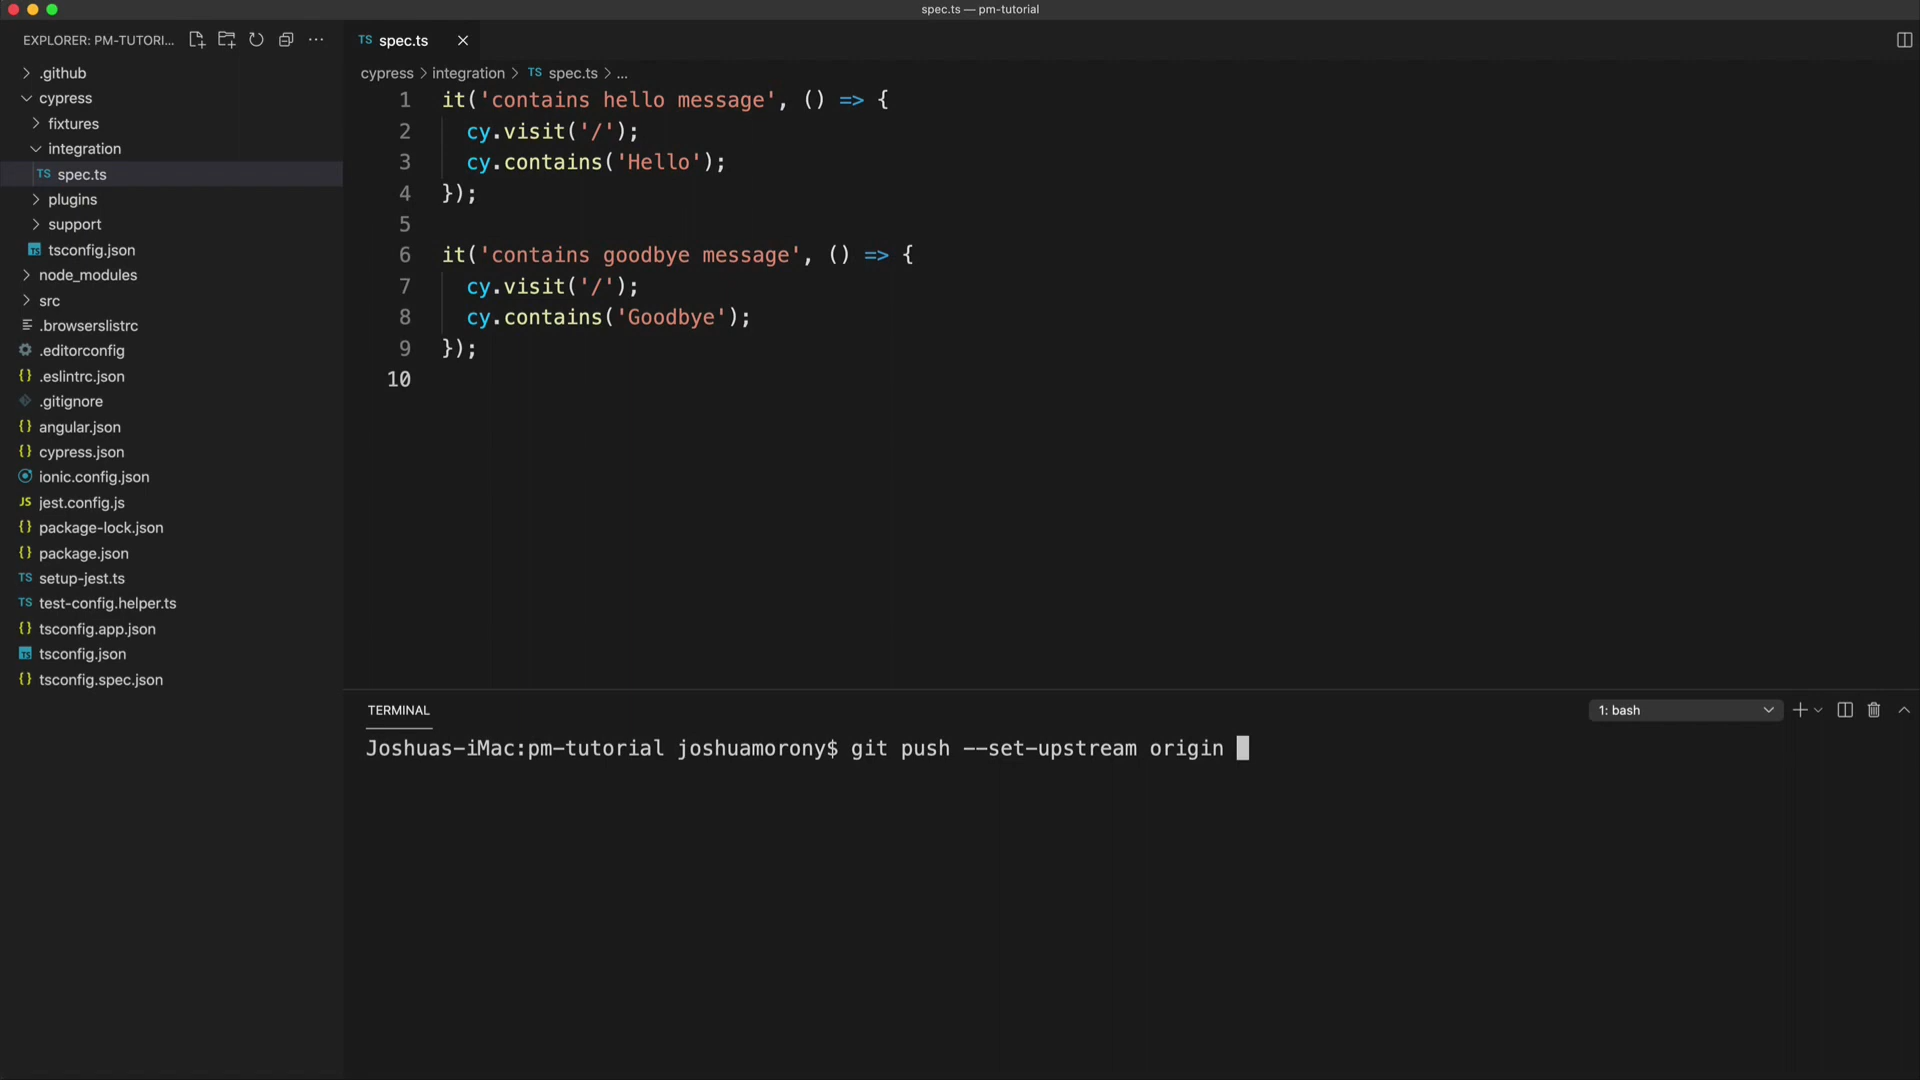 spec.ts — pm-tutorial
EXPLORER: PM-TUTORI...
.github
cypress
fixtures
integration
TS spec.ts
plugins
support
TS tsconfig.json
node_modules
src
.browserslistrc
.editorconfig
{} .eslintrc.json
.gitignore
{} angular.json
{} cypress.json
ionic.config.json
JS jest.config.js
{} package-lock.json
{} package.json
TS setup-jest.ts
TS test-config.helper.ts
{} tsconfig.app.json
TS tsconfig.json
{} tsconfig.spec.json
TS spec.ts
cypress > integration > TS spec.ts > ...
1 it('contains hello message', () => {
2 cy.visit('/');
3 cy.contains('Hello');
4 });
5
6 it('contains goodbye message', () => {
7 cy.visit('/');
8 cy.contains('Goodbye');
9 });
10
TERMINAL
1: bash
Joshuas-iMac:pm-tutorial joshuamorony$ git push --set-upstream origin